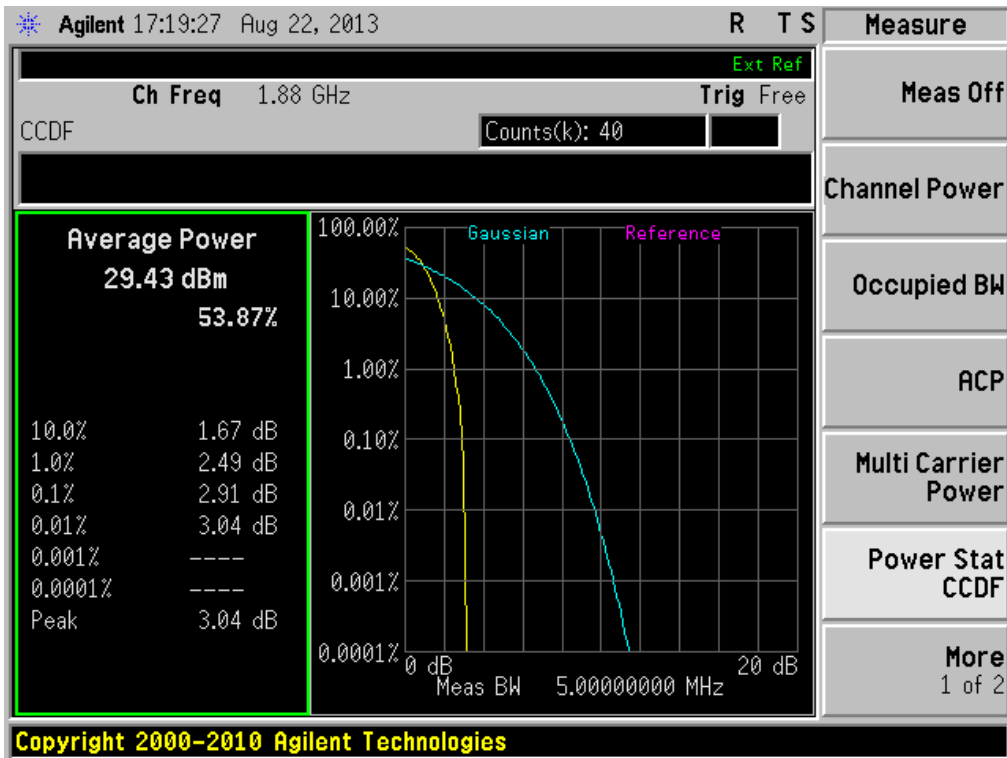 Agilent 17:19:27 Aug 22, 2013 R T S
Ext Ref
Ch Freq 1.88 GHz Trig Free
CCDF Counts(k): 40
Average Power
29.43 dBm
53.87%
10.0% 1.67 dB
1.0% 2.49 dB
0.1% 2.91 dB
0.01% 3.04 dB
0.001% ----
0.0001% ----
Peak 3.04 dB
Gaussian Reference
100.00%
10.00%
1.00%
0.10%
0.01%
0.001%
0.0001%
0 dB 20 dB
Meas BW 5.00000000 MHz
Measure
Meas Off
Channel Power
Occupied BW
ACP
Multi Carrier
Power
Power Stat
CCDF
More
1 of 2
Copyright 2000-2010 Agilent Technologies